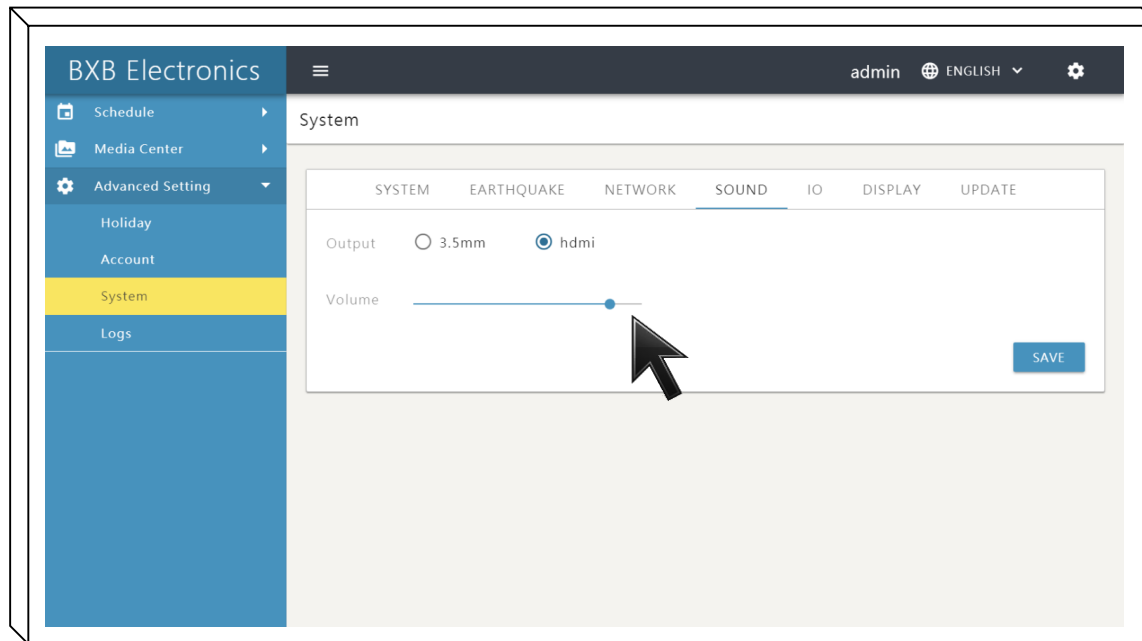 BXB Electronics
admin ENGLISH
Schedule
Media Center
Advanced Setting
Holiday
Account
System
Logs
System
SYSTEM EARTHQUAKE NETWORK SOUND IO DISPLAY UPDATE
Output 3.5mm hdmi
Volume
SAVE